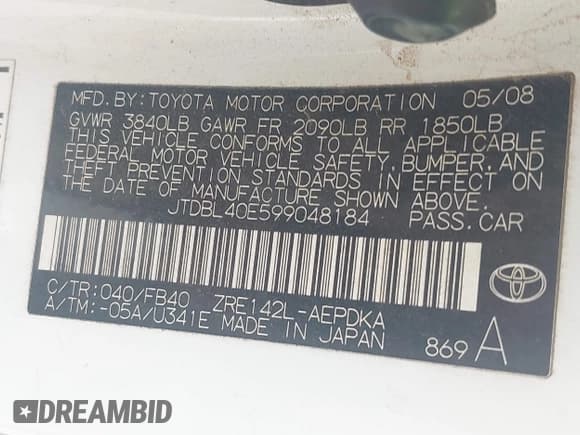 MFD. BY: TOYOTA MOTOR CORPORATION 05/08
GVWR 3840LB GAWR FR 2090LB RR 1850LB
THIS VEHICLE CONFORMS TO ALL APPLICABLE
FEDERAL MOTOR VEHICLE SAFETY, BUMPER, AND
THEFT PREVENTION STANDARDS IN EFFECT ON
THE DATE OF MANUFACTURE SHOWN ABOVE.
JTDBL40E599048184 PASS. CAR
C/TR: 040/FB40 ZRE142L-AEPDKA
A/TM: -05A/U341E MADE IN JAPAN
869 A
DREAMBID